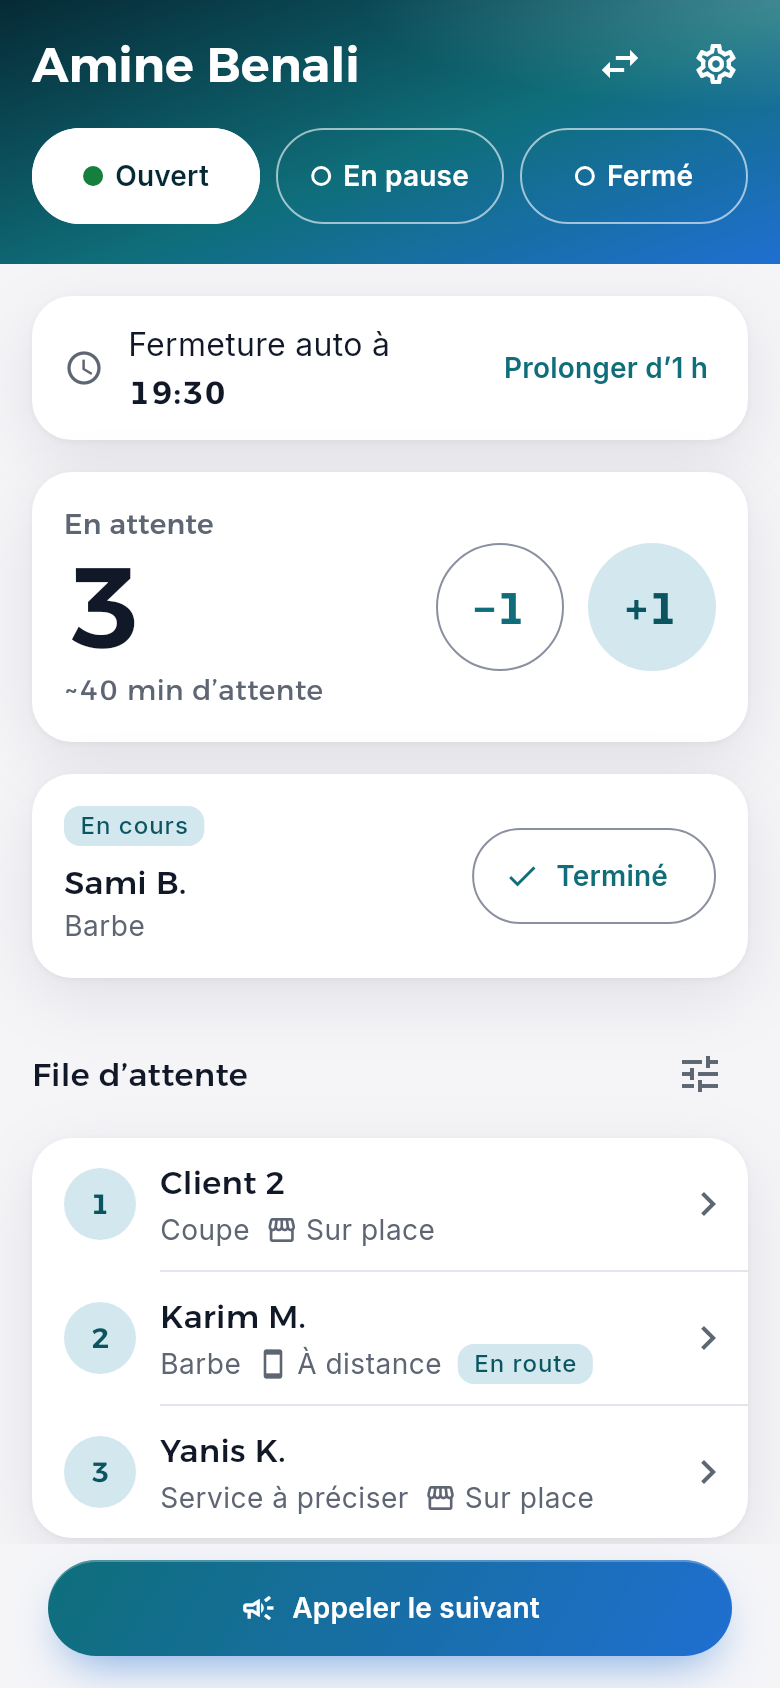 Amine Benali
Ouvert
En pause
Fermé
Fermeture auto à
19:30
Prolonger d’1 h
En attente
3
~40 min d’attente
−1
+1
En cours
Sami B.
Barbe
Terminé
File d’attente
1
Client 2
Coupe Sur place
2
Karim M.
Barbe À distance En route
3
Yanis K.
Service à préciser Sur place
Appeler le suivant